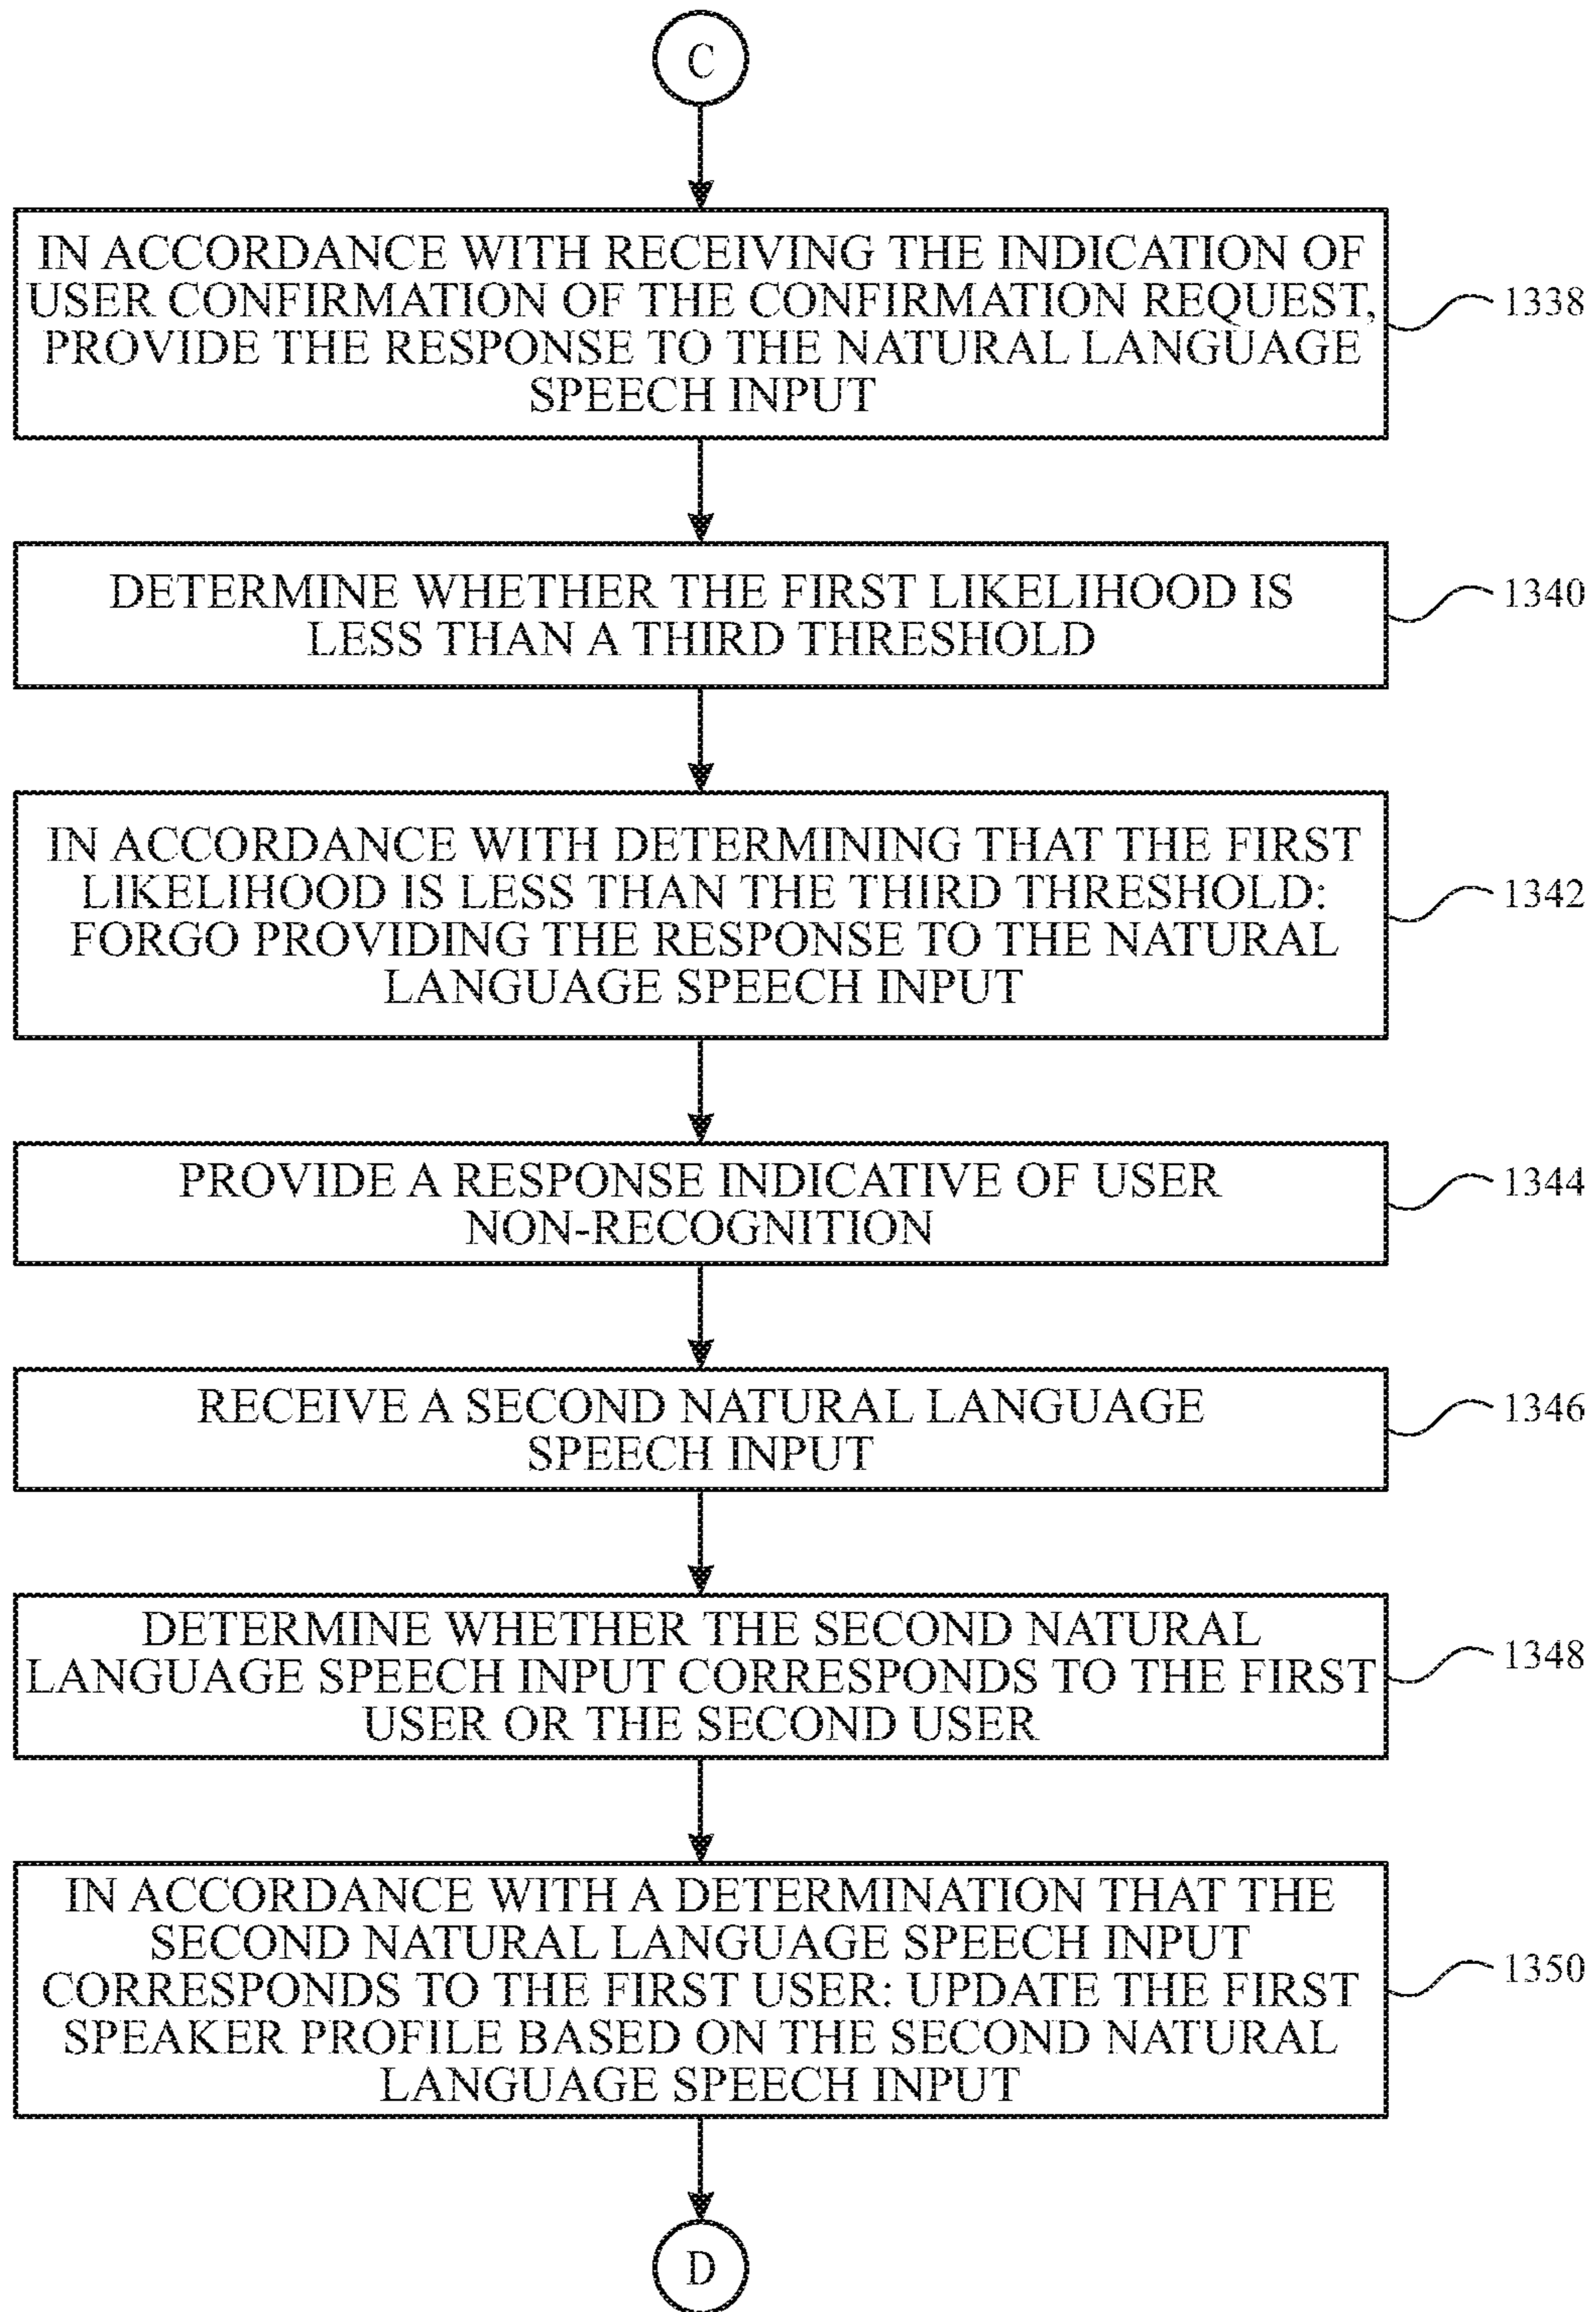 C
IN ACCORDANCE WITH RECEIVING THE INDICATION OF
USER CONFIRMATION OF THE CONFIRMATION REQUEST,
PROVIDE THE RESPONSE TO THE NATURAL LANGUAGE
SPEECH INPUT
1338
DETERMINE WHETHER THE FIRST LIKELIHOOD IS
LESS THAN A THIRD THRESHOLD
1340
IN ACCORDANCE WITH DETERMINING THAT THE FIRST
LIKELIHOOD IS LESS THAN THE THIRD THRESHOLD:
FORGO PROVIDING THE RESPONSE TO THE NATURAL
LANGUAGE SPEECH INPUT
1342
PROVIDE A RESPONSE INDICATIVE OF USER
NON-RECOGNITION
1344
RECEIVE A SECOND NATURAL LANGUAGE
SPEECH INPUT
1346
DETERMINE WHETHER THE SECOND NATURAL
LANGUAGE SPEECH INPUT CORRESPONDS TO THE FIRST
USER OR THE SECOND USER
1348
IN ACCORDANCE WITH A DETERMINATION THAT THE
SECOND NATURAL LANGUAGE SPEECH INPUT
CORRESPONDS TO THE FIRST USER: UPDATE THE FIRST
SPEAKER PROFILE BASED ON THE SECOND NATURAL
LANGUAGE SPEECH INPUT
1350
D